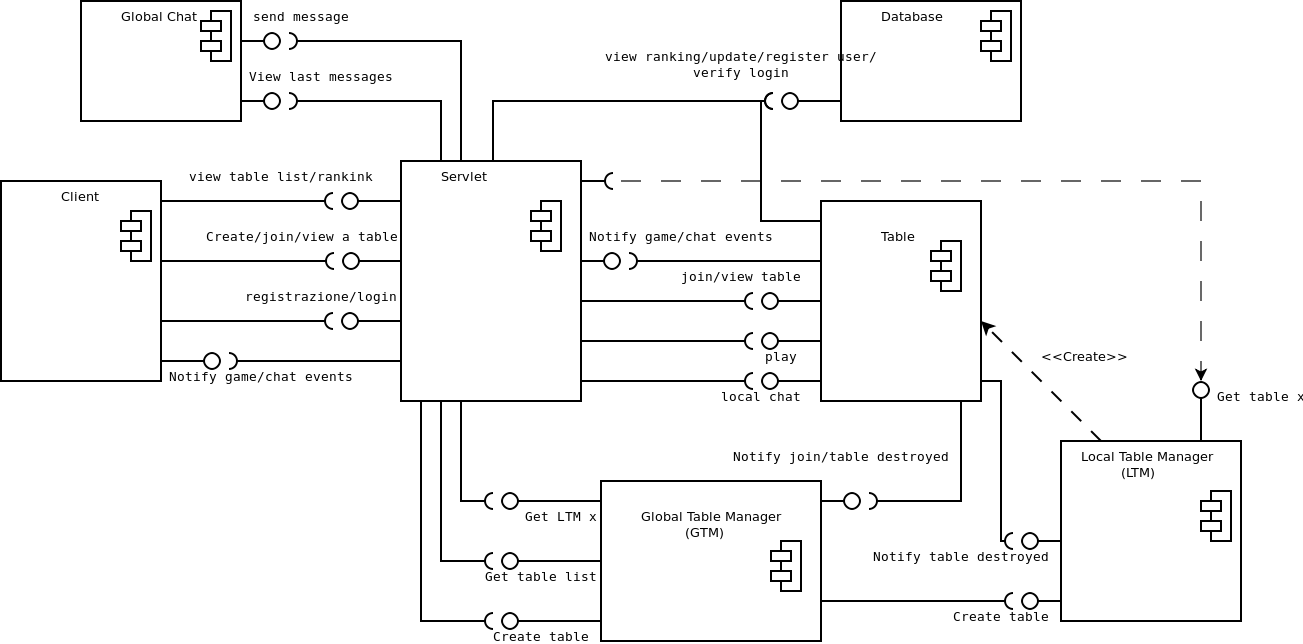 Global Chat
send message
Database
view ranking/update/register user/
verify login
View last messages
view table list/rankink
Servlet
Client
Create/join/view a table
Notify game/chat events
Table
join/view table
registrazione/login
play
<<Create>>
Notify game/chat events
local chat
Get table x
Notify join/table destroyed
Local Table Manager
(LTM)
Get LTM x
Global Table Manager
(GTM)
Notify table destroyed
Get table list
Create table
Create table